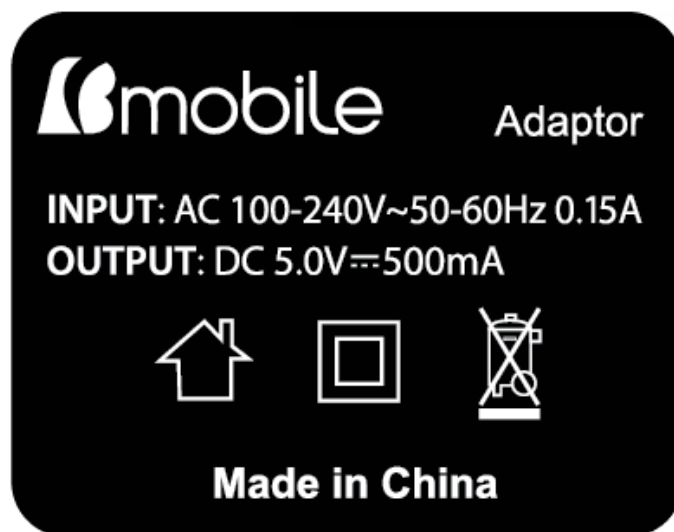 Bmobile Adaptor
INPUT: AC 100-240V~50-60Hz 0.15A
OUTPUT: DC 5.0V⎓500mA
Made in China